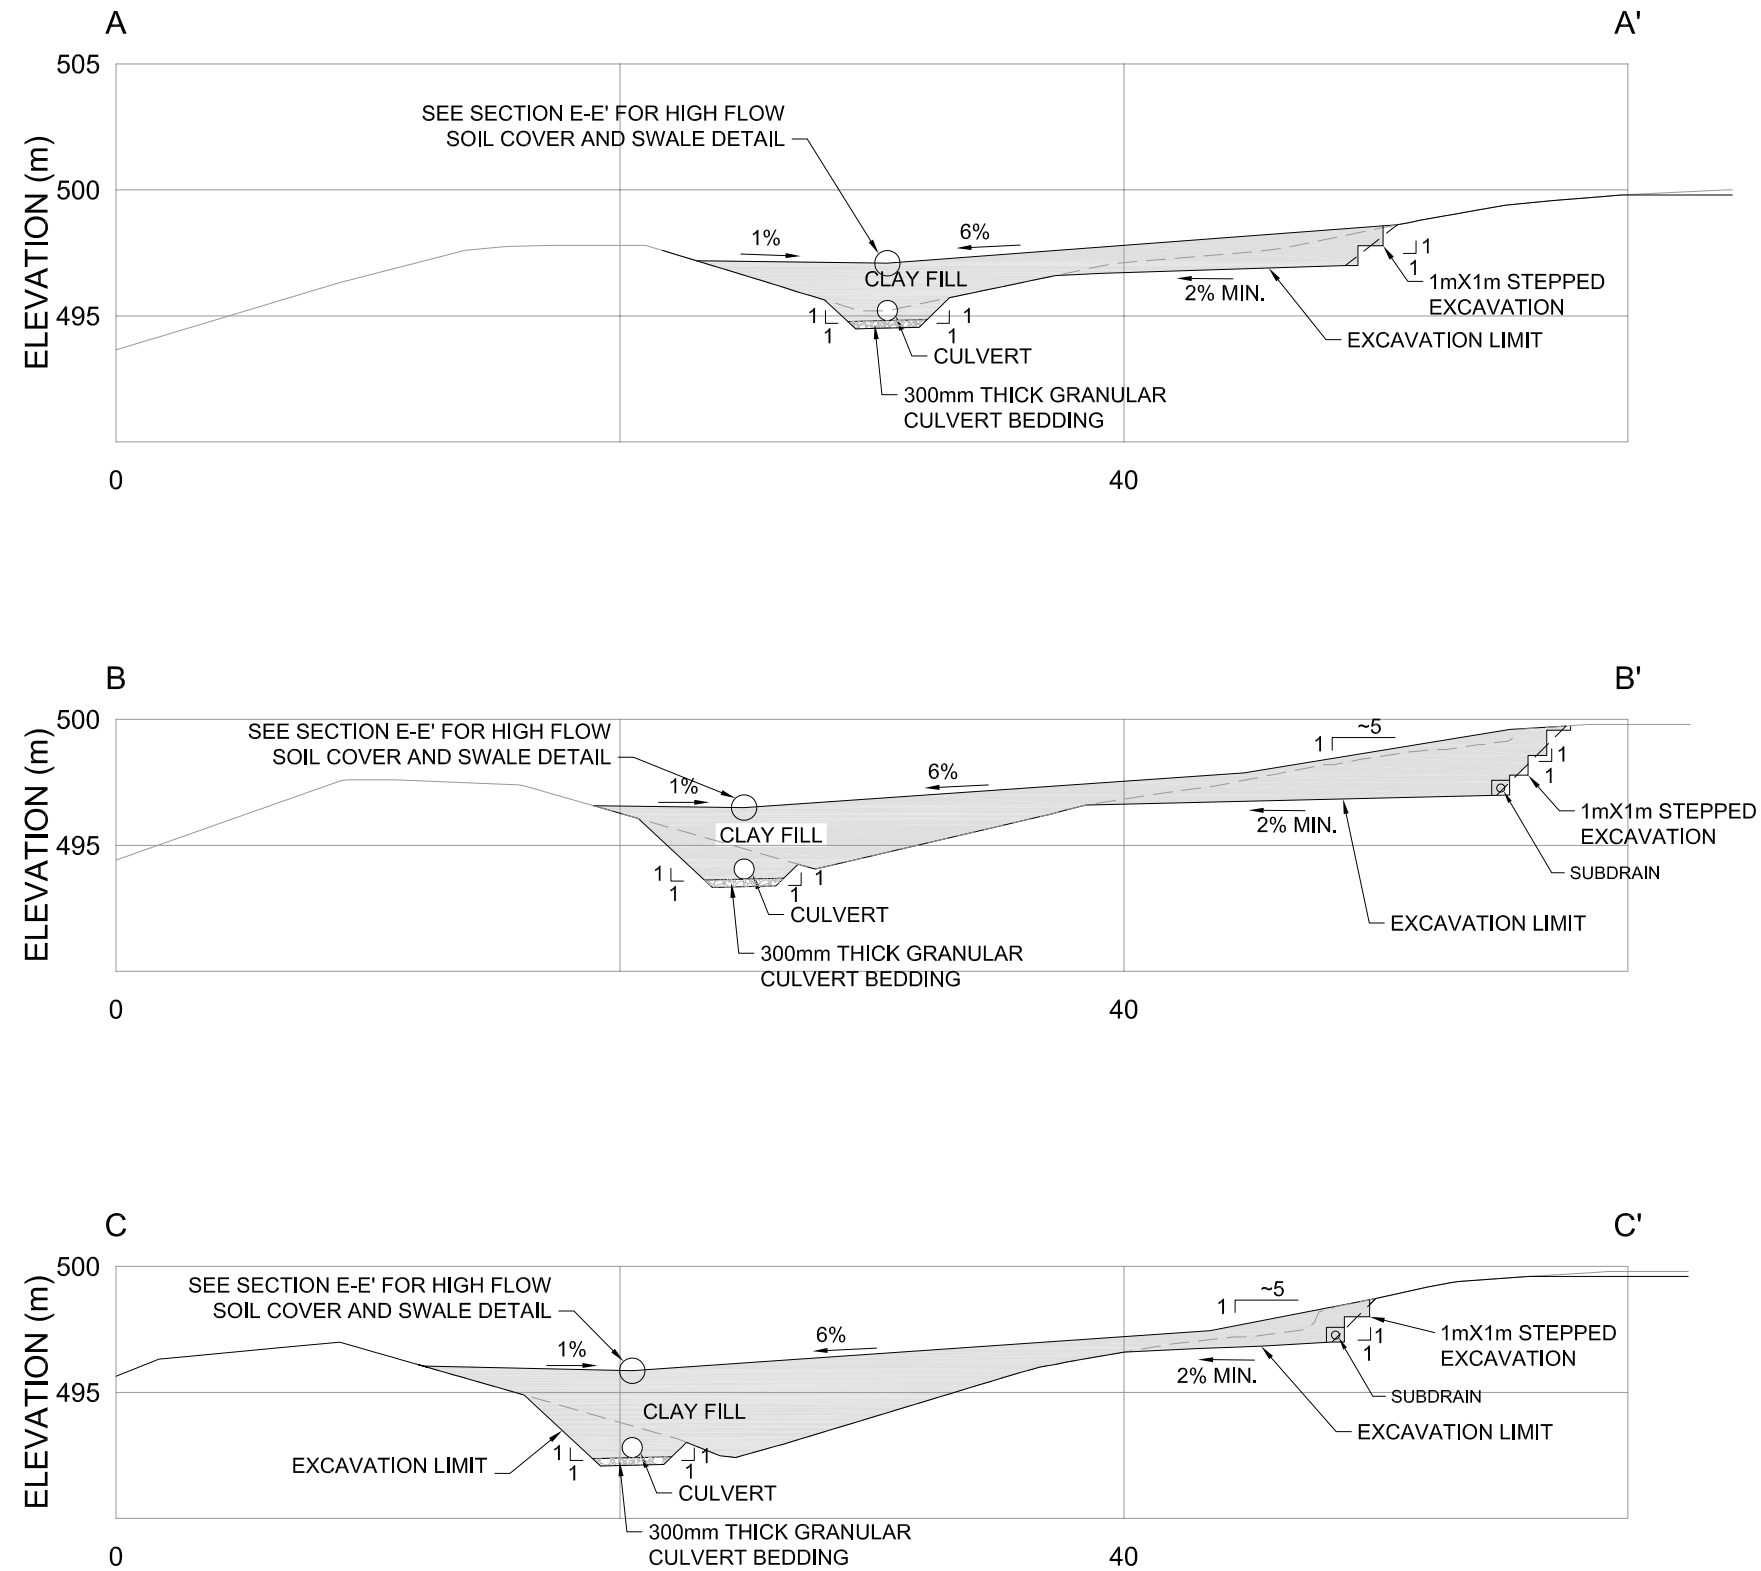 A
A'
505
SEE SECTION E-E' FOR HIGH FLOW
SOIL COVER AND SWALE DETAIL
ELEVATION (m)
500
1%
6%
CLAY FILL
1
1
2% MIN.
1mX1m STEPPED
EXCAVATION
495
1
1
1
1
EXCAVATION LIMIT
CULVERT
300mm THICK GRANULAR
CULVERT BEDDING
0
40
B
B'
500
SEE SECTION E-E' FOR HIGH FLOW
SOIL COVER AND SWALE DETAIL
ELEVATION (m)
~5
1
6%
1%
1
1
1mX1m STEPPED
EXCAVATION
2% MIN.
CLAY FILL
495
SUBDRAIN
1
1
1
1
CULVERT
EXCAVATION LIMIT
300mm THICK GRANULAR
CULVERT BEDDING
0
40
C
C'
500
SEE SECTION E-E' FOR HIGH FLOW
SOIL COVER AND SWALE DETAIL
ELEVATION (m)
~5
1
6%
1%
1
1
1mX1m STEPPED
EXCAVATION
2% MIN.
495
SUBDRAIN
CLAY FILL
EXCAVATION LIMIT
1
1
1
1
EXCAVATION LIMIT
CULVERT
300mm THICK GRANULAR
CULVERT BEDDING
0
40